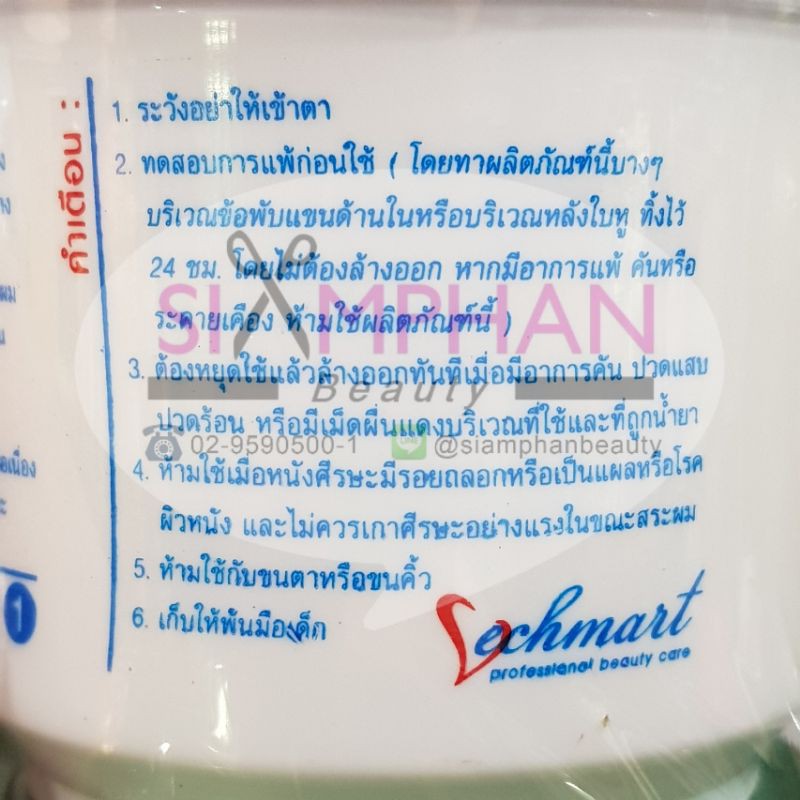 คำเตือน :
1. ระวังอย่าให้เข้าตา
2. ทดสอบการแพ้ก่อนใช้ ( โดยทาผลิตภัณฑ์นี้บางๆ
บริเวณข้อพับแขนด้านในหรือบริเวณหลังใบหู ทิ้งไว้
24 ชม. โดยไม่ต้องล้างออก หากมีอาการแพ้ คันหรือ
ระคายเคือง ห้ามใช้ผลิตภัณฑ์นี้ )
3. ต้องหยุดใช้แล้วล้างออกทันทีเมื่อมีอาการคัน ปวดแสบ
ปวดร้อน หรือมีเม็ดผื่นแดงบริเวณที่ใช้และที่ถูกน้ำยา
4. ห้ามใช้เมื่อหนังศีรษะมีรอยถลอกหรือเป็นแผลหรือโรค
ผิวหนัง และไม่ควรเกาศีรษะอย่างแรงในขณะสระผม
5. ห้ามใช้กับขนตาหรือขนคิ้ว
6. เก็บให้พ้นมือเด็ก
Vechmart
professional beauty care
SIAMPHAN
Beauty
02-9590500-1 LINE @siamphanbeauty
1